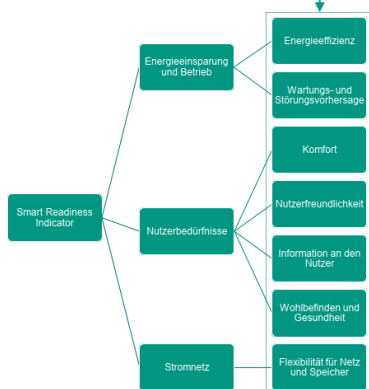 Energieeffizienz
Energieeinsparung
und Betrieb
Wartungs- und
Störungsvorhersage
Komfort
Nutzerfreundlichkeit
Smart Readiness
Indicator
Nutzerbedürfnisse
Information an den
Nutzer
Wohlbefinden und
Gesundheit
Stromnetz
Flexibilität für Netz
und Speicher